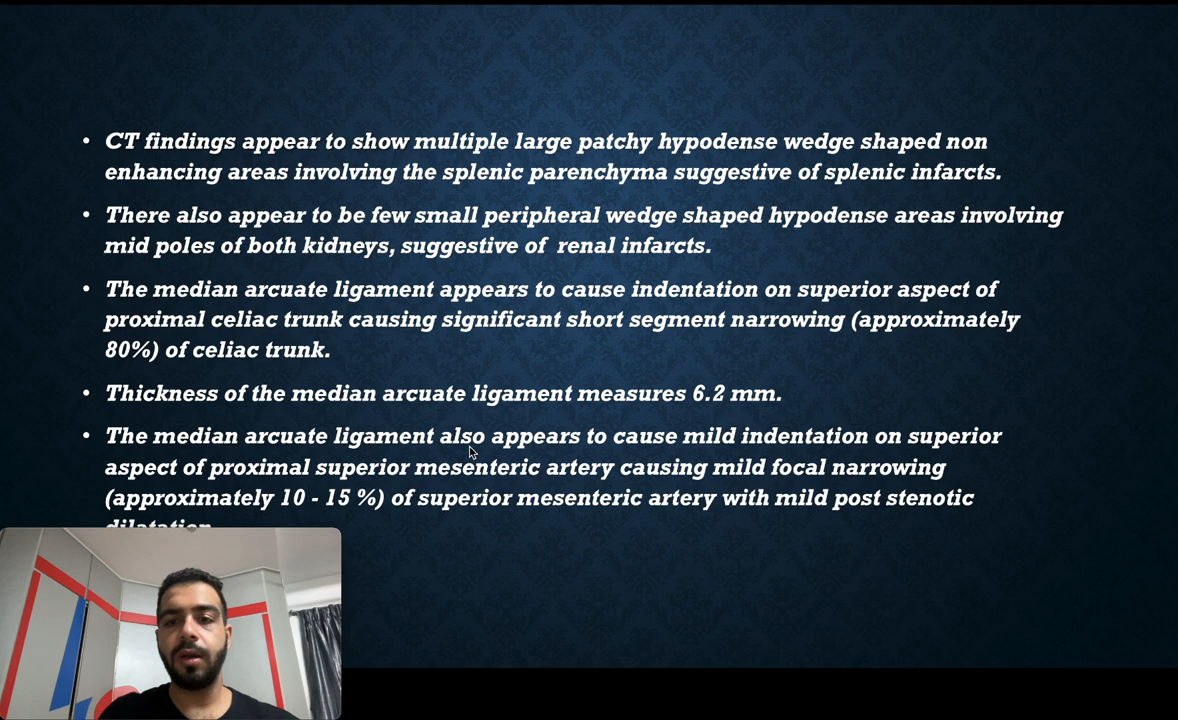 • CT findings appear to show multiple large patchy hypodense wedge shaped non
enhancing areas involving the splenic parenchyma suggestive of splenic infarcts.
• There also appear to be few small peripheral wedge shaped hypodense areas involving
mid poles of both kidneys, suggestive of renal infarcts.
• The median arcuate ligament appears to cause indentation on superior aspect of
proximal celiac trunk causing significant short segment narrowing (approximately
80%) of celiac trunk.
• Thickness of the median arcuate ligament measures 6.2 mm.
• The median arcuate ligament also appears to cause mild indentation on superior
aspect of proximal superior mesenteric artery causing mild focal narrowing
(approximately 10 - 15 %) of superior mesenteric artery with mild post stenotic
dilatation.